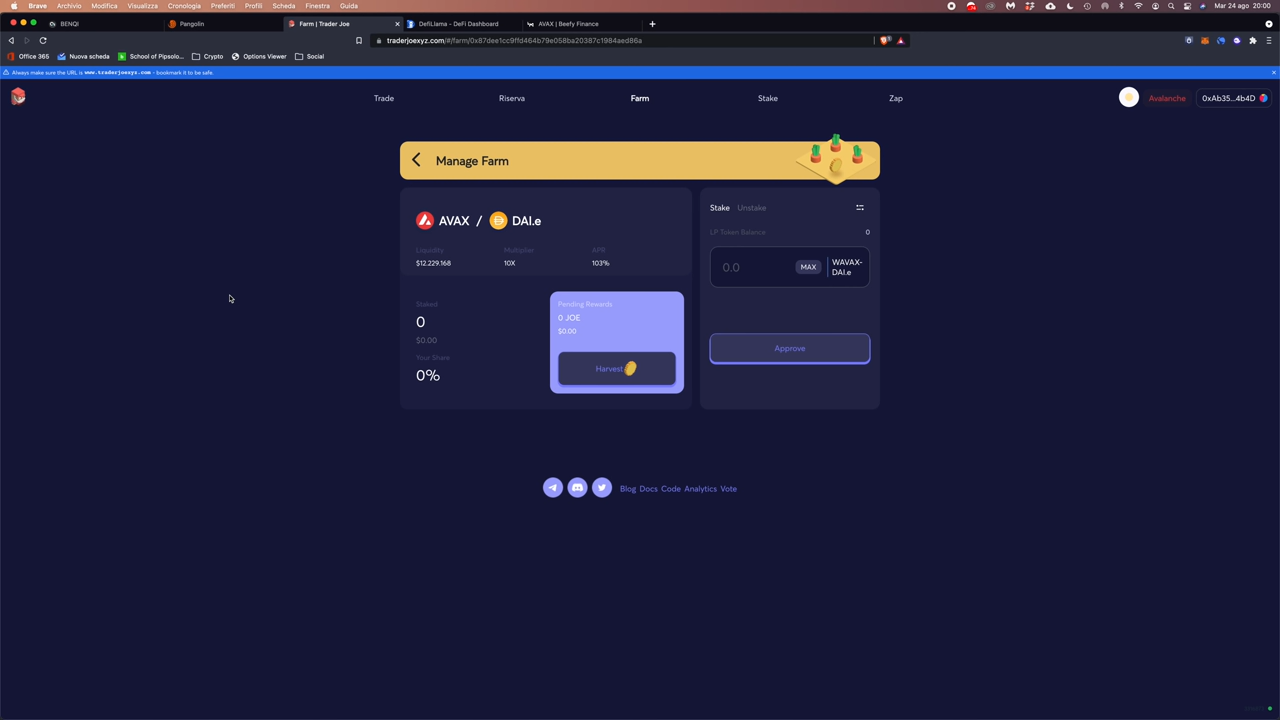 Brave Archivio Modifica Visualizza Cronologia Preferiti Profili Scheda Finestra Guida Mar 24 ago 20:00
BENQI Pangolin Farm | Trader Joe DefiLlama - DeFi Dashboard AVAX | Beefy Finance
traderjoexyz.com/#/farm/0x87dee1cc9ffd464b79e058ba20387c1984aed86a
Office 365 Nuova scheda School of Pipsolo... Crypto Options Viewer Social
Always make sure the URL is www.traderjoexyz.com - bookmark it to be safe.
Trade Riserva Farm Stake Zap Avalanche 0xAb35...4b4D
Manage Farm
AVAX / DAI.e
Liquidity Multiplier APR
$12.229.168 10X 103%
Staked
0
$0.00
Your Share
0%
Pending Rewards
0 JOE
$0.00
Harvest
Stake Unstake
LP Token Balance 0
0.0 MAX WAVAX-
DAI.e
Approve
Blog Docs Code Analytics Vote